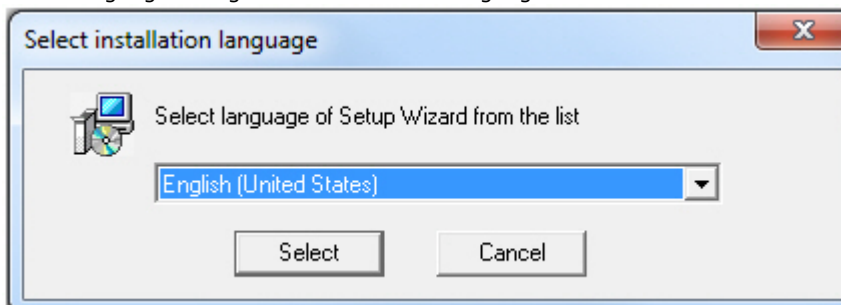 Select installation language
Select language of Setup Wizard from the list
English (United States)
Select Cancel